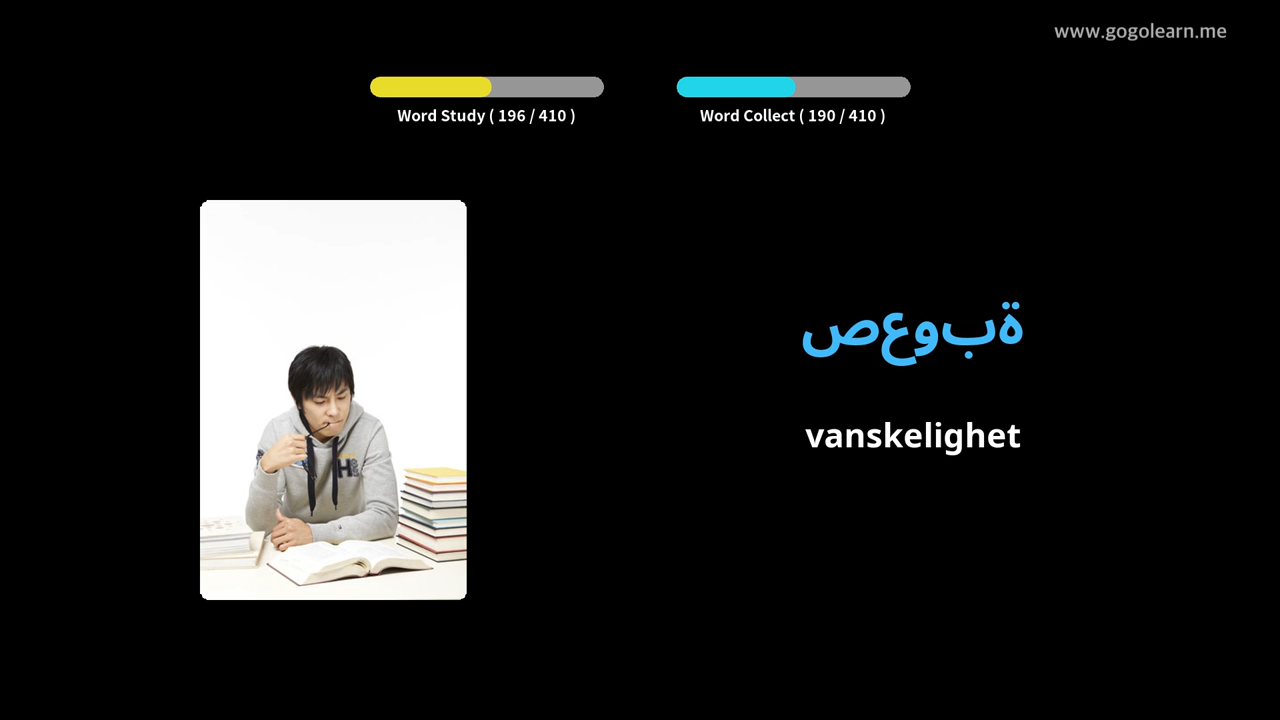 www.gogolearn.me
Word Study ( 196 / 410 )
Word Collect ( 190 / 410 )
صعوبة
vanskelighet